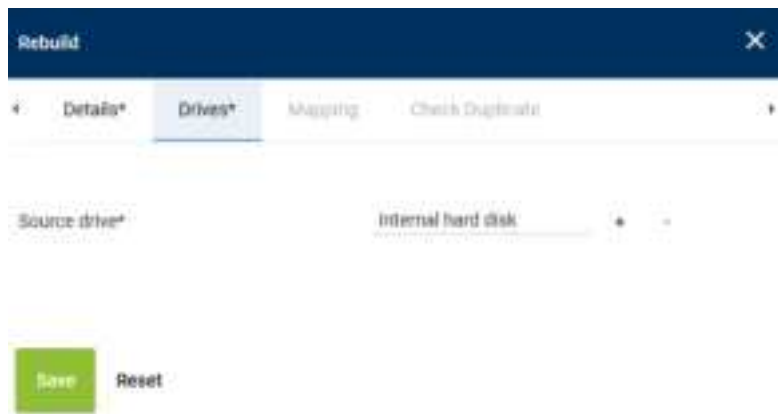 Rebuild
Details* Drives* Mapping Check Duplicate
Source drive* Internal hard disk + -
Save Reset